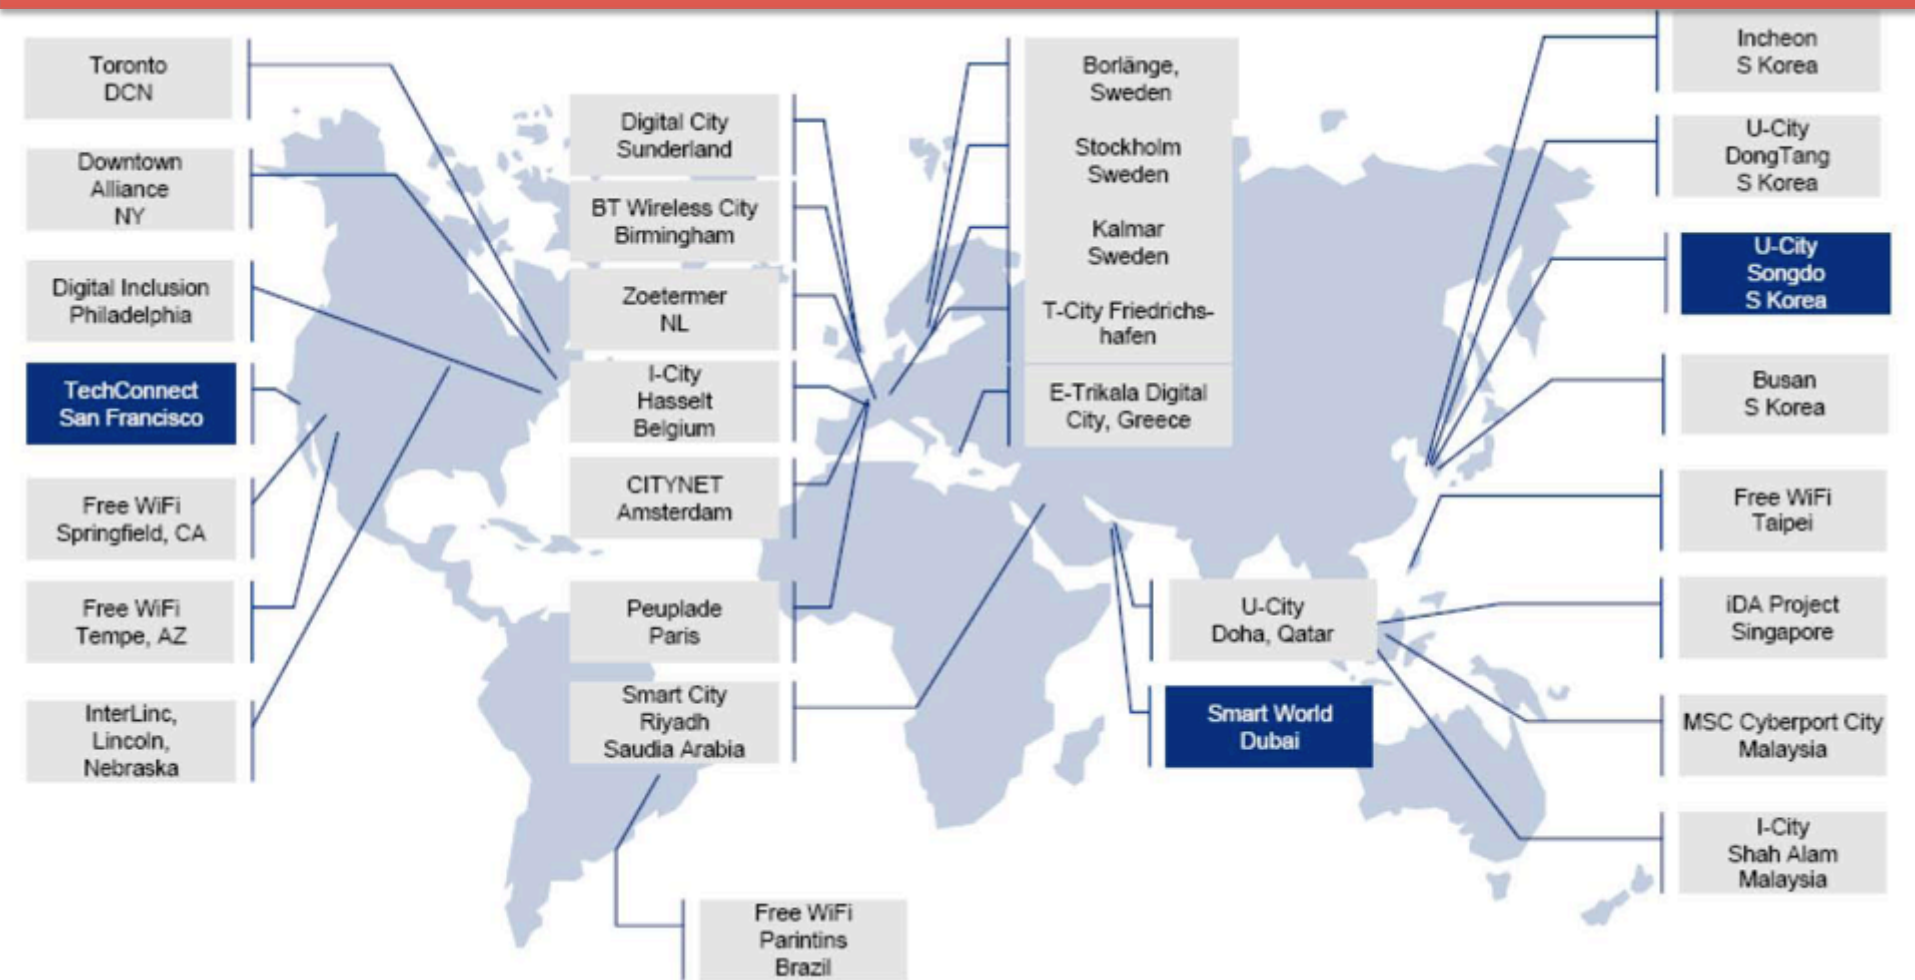 Toronto
DCN
Downtown
Alliance
NY
Digital Inclusion
Philadelphia
TechConnect
San Francisco
Free WiFi
Springfield, CA
Free WiFi
Tempe, AZ
InterLinc,
Lincoln,
Nebraska
Digital City
Sunderland
BT Wireless City
Birmingham
Zoetermer
NL
I-City
Hasselt
Belgium
CITYNET
Amsterdam
Peuplade
Paris
Smart City
Riyadh
Saudia Arabia
Free WiFi
Parintins
Brazil
Borlänge,
Sweden
Stockholm
Sweden
Kalmar
Sweden
T-City Friedrichs-
hafen
E-Trikala Digital
City, Greece
U-City
Doha, Qatar
Smart World
Dubai
Incheon
S Korea
U-City
DongTang
S Korea
U-City
Songdo
S Korea
Busan
S Korea
Free WiFi
Taipei
iDA Project
Singapore
MSC Cyberport City
Malaysia
I-City
Shah Alam
Malaysia